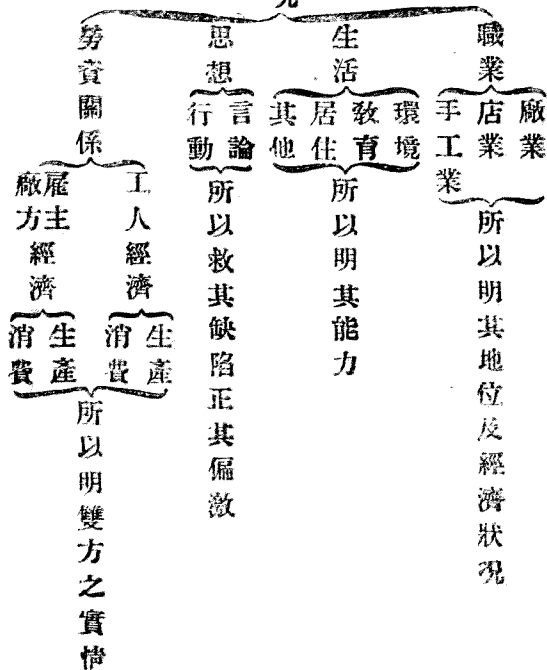 職業
廠業
店業
手工業
所以明其地位及經濟狀況
生活
環境
教育
居住
其他
所以明其能力
思想
言論
行動
所以救其缺陷正其偏激
勞資關係
工人經濟
生產
消費
雇主
廠方
經濟
生產
消費
所以明雙方之實情